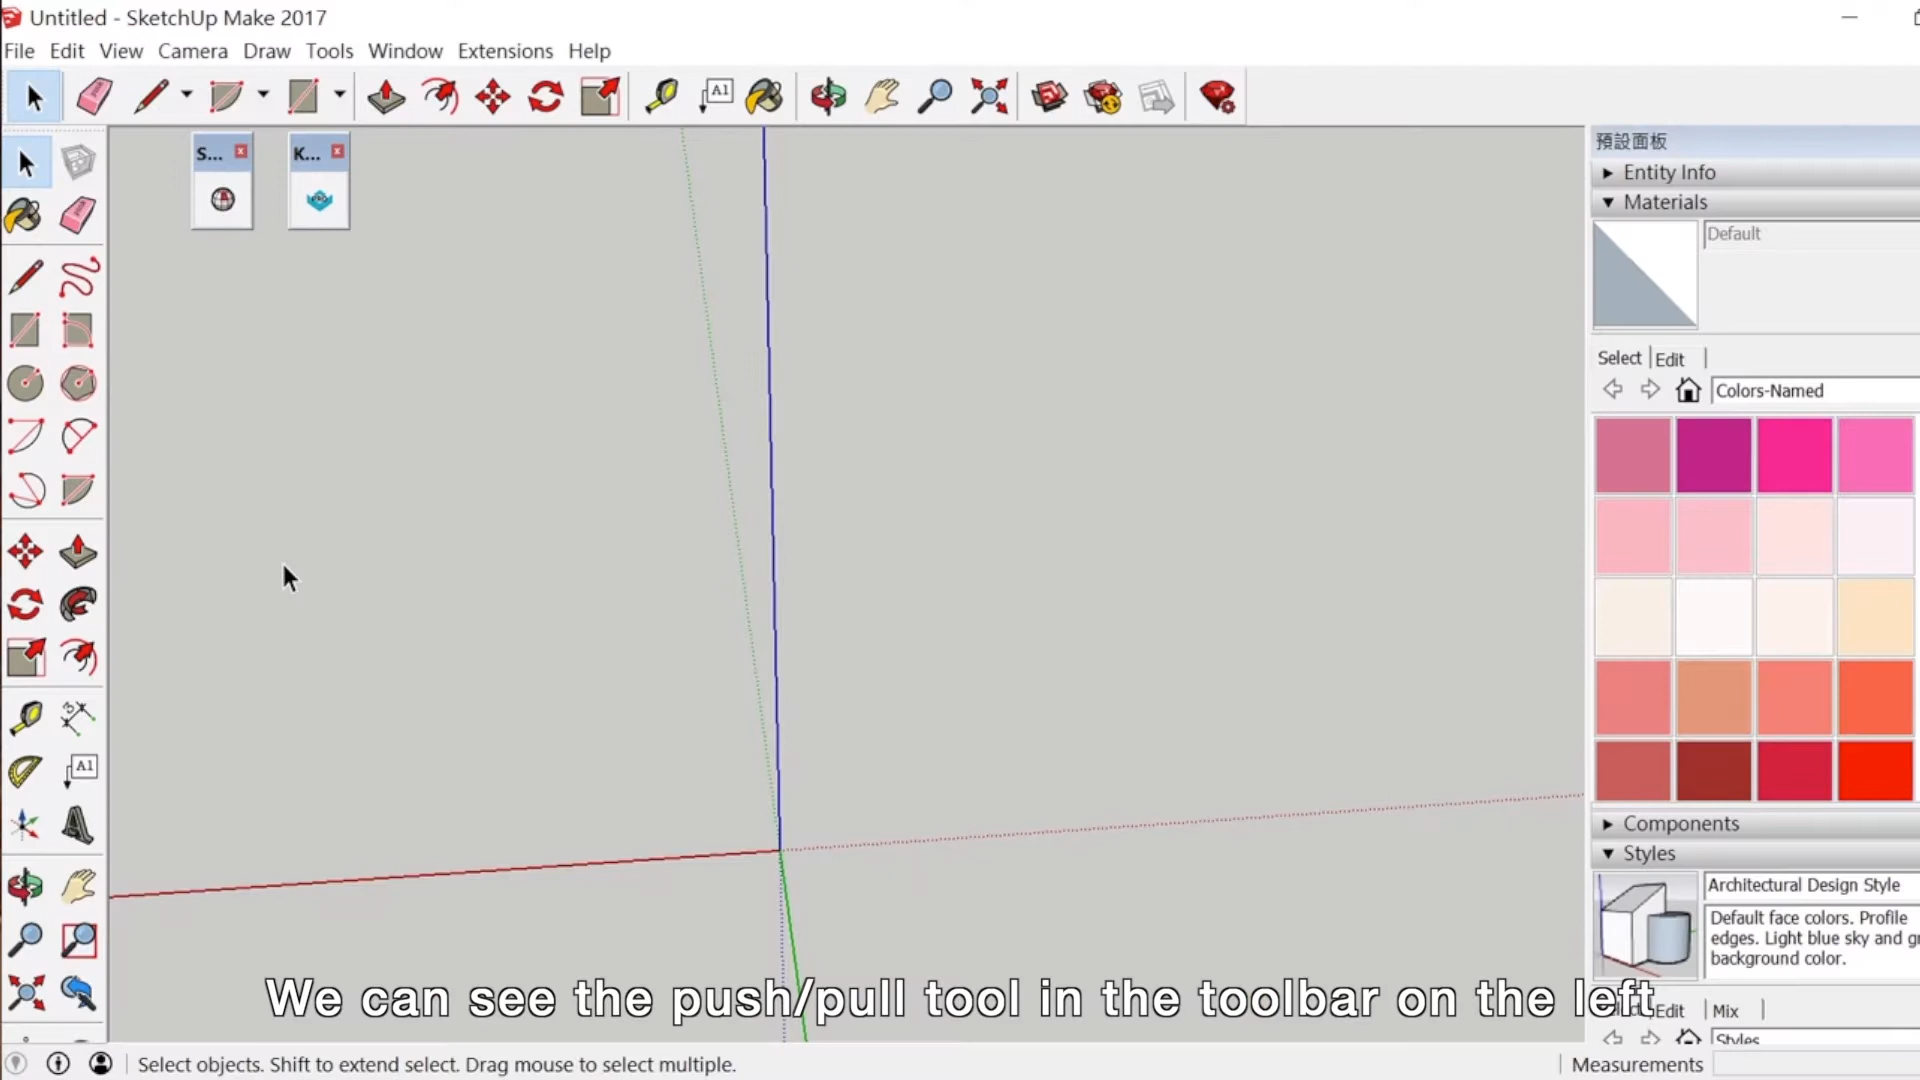 Untitled - SketchUp Make 2017
File Edit View Camera Draw Tools Window Extensions Help
A1
S...
K...
預設面板
Entity Info
Materials
Default
Select Edit
Colors-Named
A1
Components
Styles
Architectural Design Style
Default face colors. Profile
edges. Light blue sky and
background color.
We can see the push/pull tool in the toolbar on the left
Edit Mix
Styles
Select objects. Shift to extend select. Drag mouse to select multiple.
Measurements